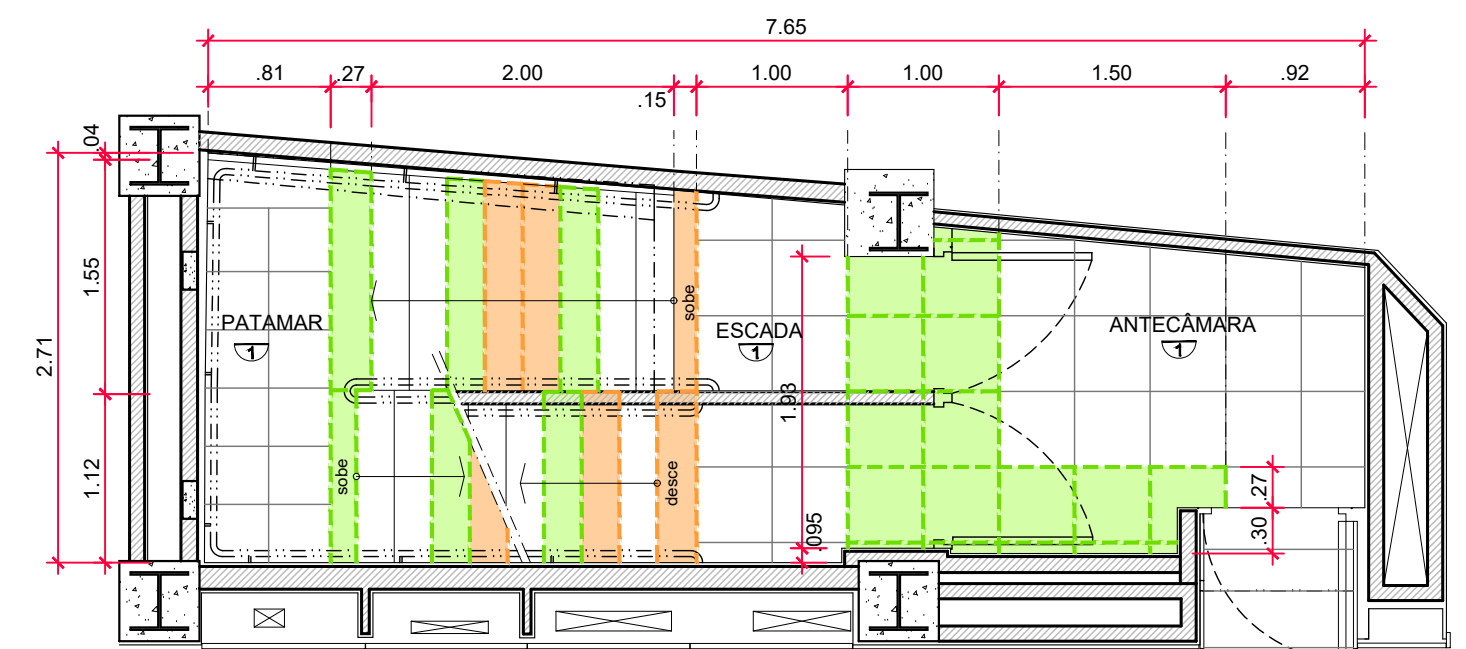 7.65
.81 .27 2.00 .15 1.00 1.00 1.50 .92
.04
1.55
2.71
1.12
PATAMAR
1
sobe
ESCADA
1
ANTECÂMARA
1
1.93
sobe
desce
.095
.27
.30